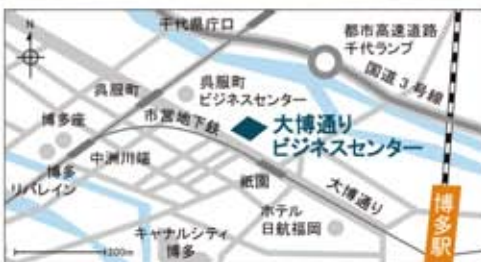 N
千代県庁口
都市高速道路
千代ランプ
国道3号線
呉服町
呉服町
ビジネスセンター
市営地下鉄
大博通り
ビジネスセンター
博多座
中洲川端
博多
リバレイン
祇園
大博通り
ホテル
日航福岡
キャナルシティ
博多
博多駅
200m